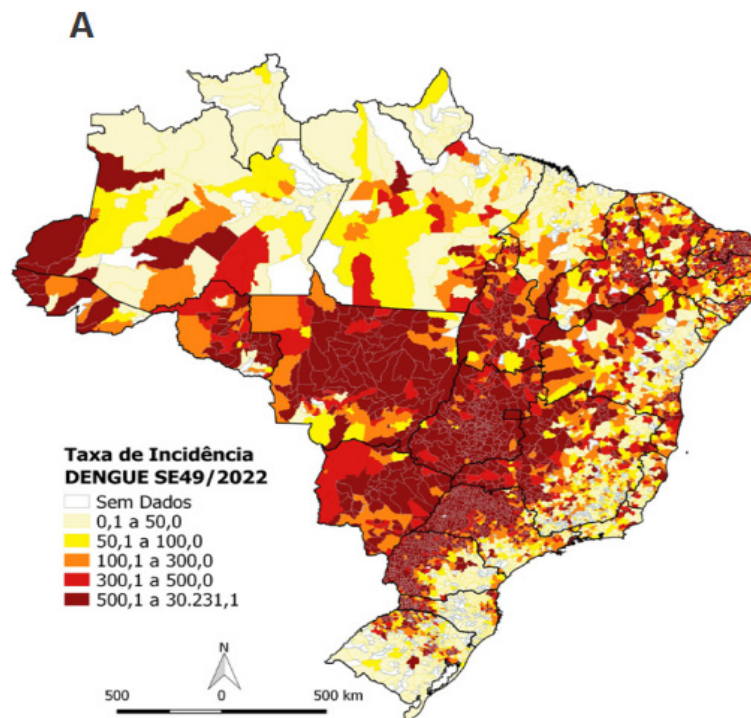 A
Taxa de Incidência
DENGUE SE49/2022
Sem Dados
0,1 a 50,0
50,1 a 100,0
100,1 a 300,0
300,1 a 500,0
500,1 a 30.231,1
N
500 0 500 km